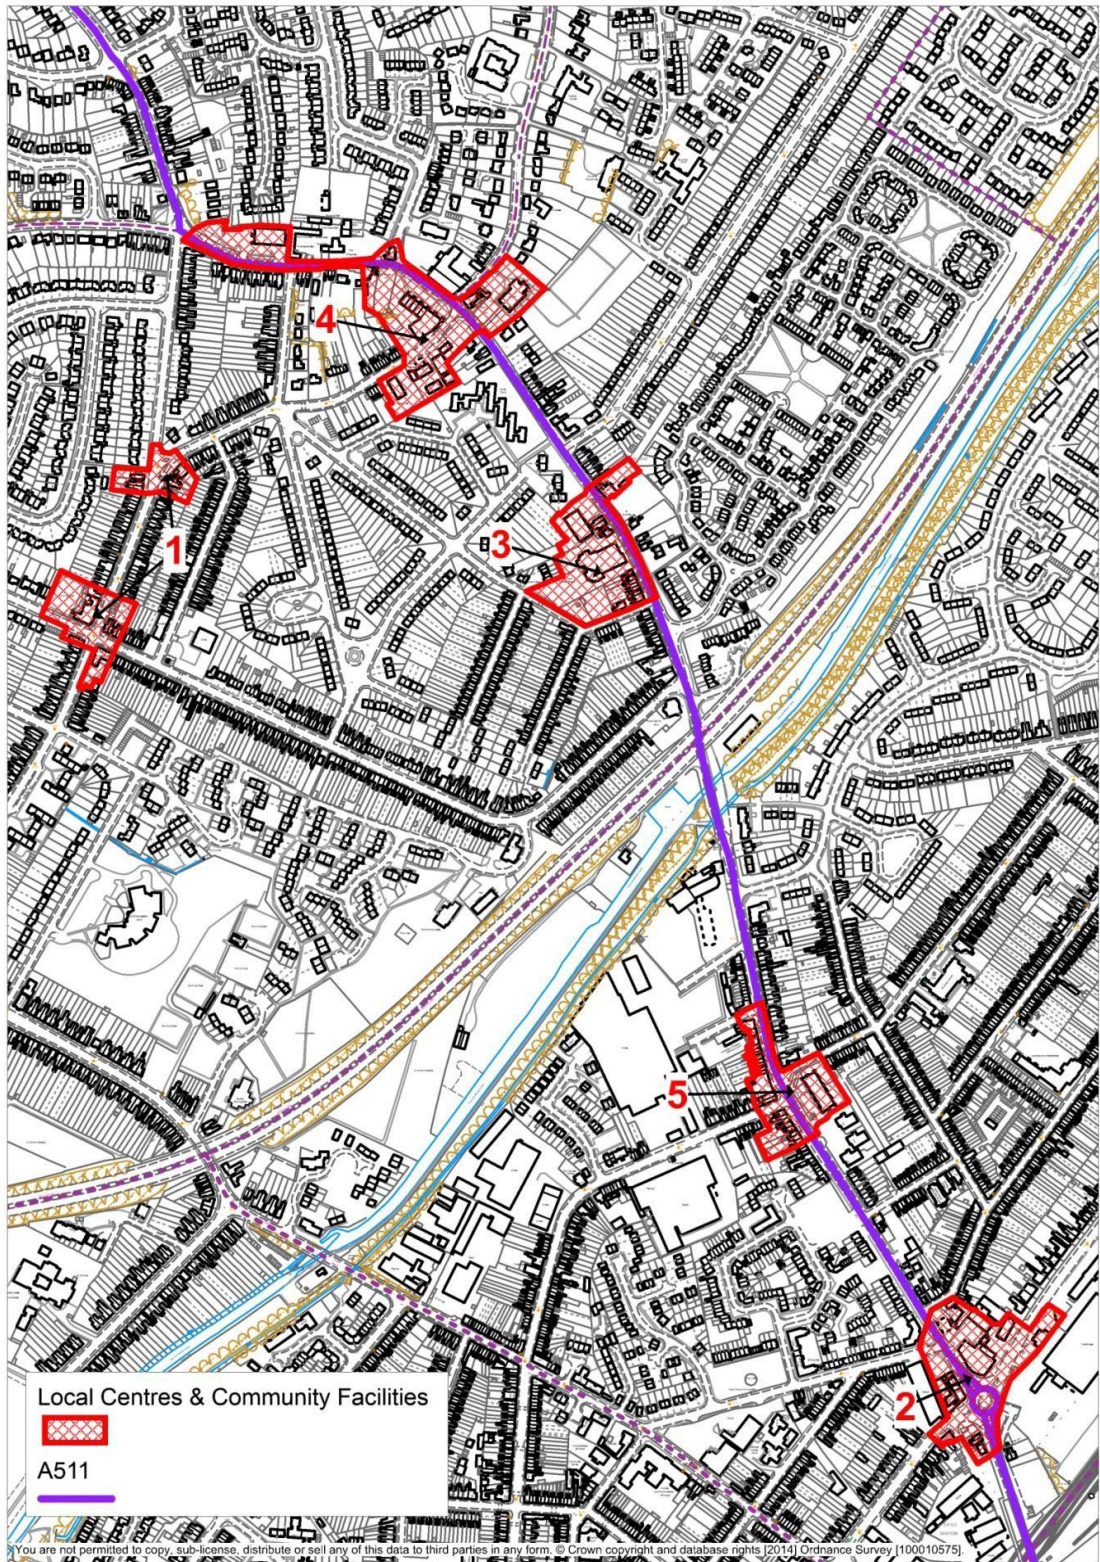 4
1
3
5
2
Local Centres & Community Facilities
A511
You are not permitted to copy, sub-license, distribute or sell any of this data to third parties in any form. © Crown copyright and database rights [2014] Ordnance Survey [100010575].